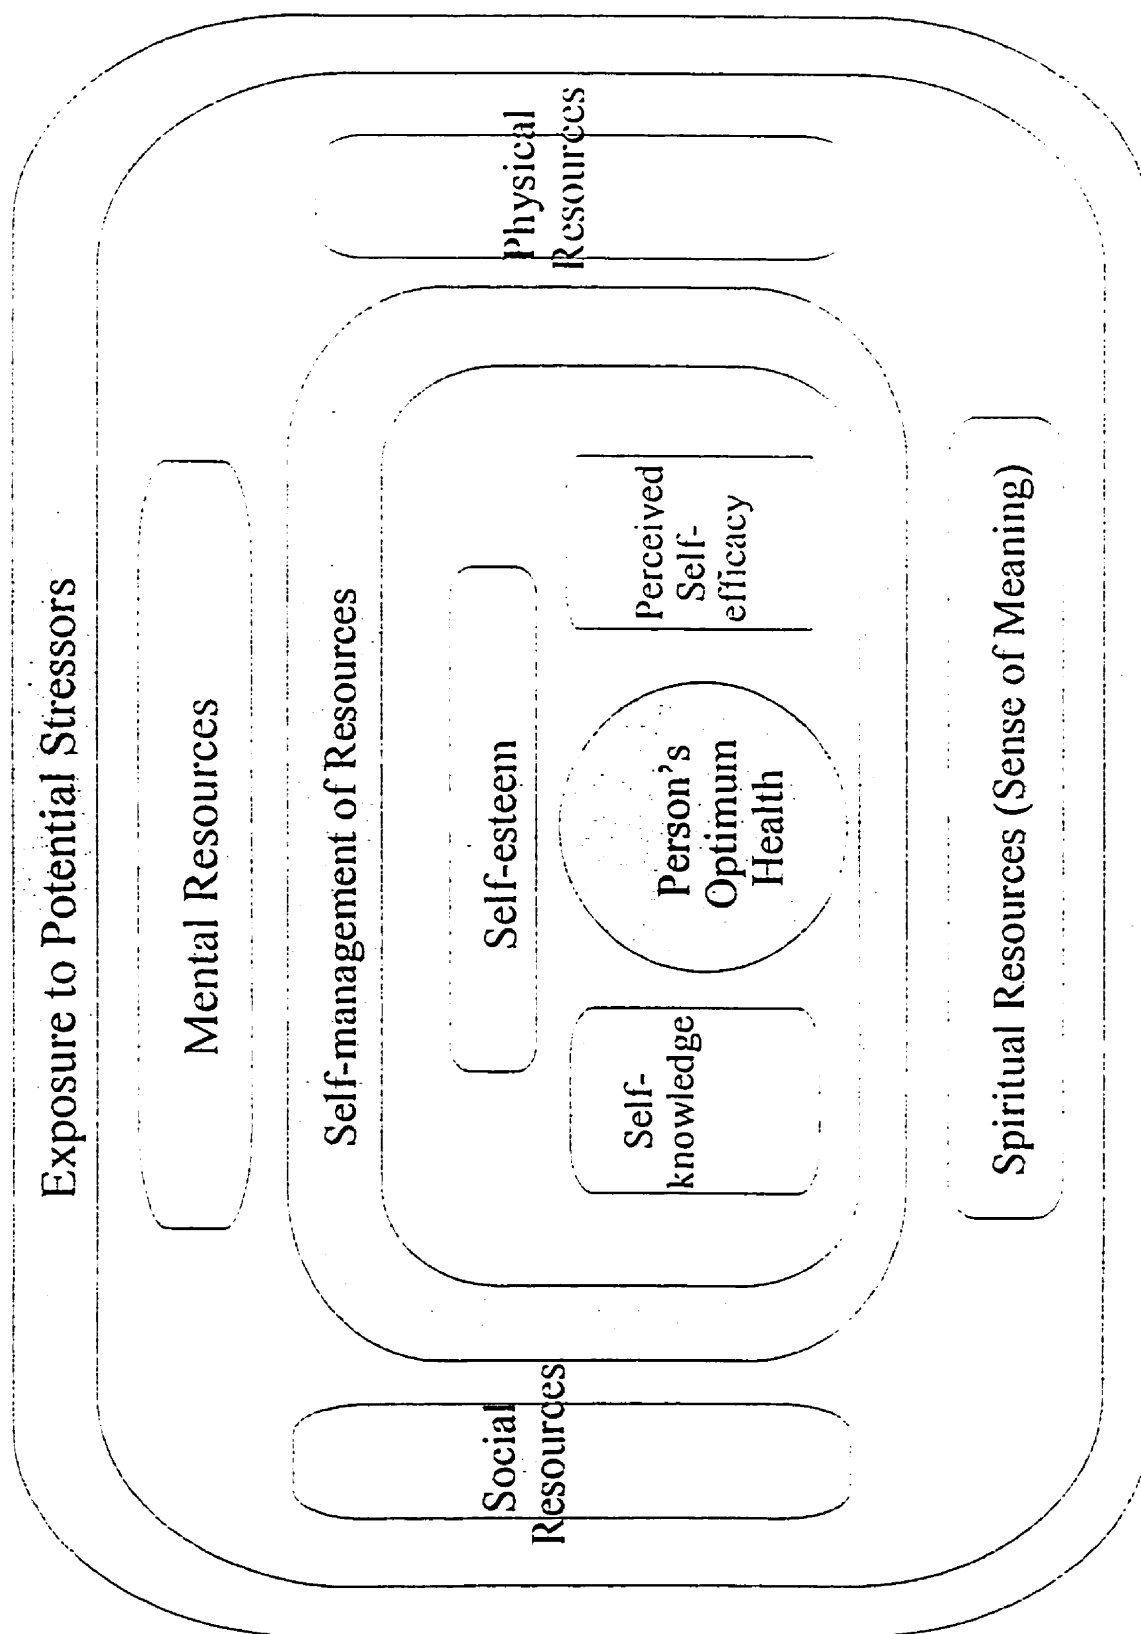 Exposure to Potential Stressors
Mental Resources
Self-management of Resources
Self-esteem
Social
Resources
Self-
knowledge
Person's
Optimum
Health
Perceived
Self-
efficacy
Physical
Resources
Spiritual Resources (Sense of Meaning)